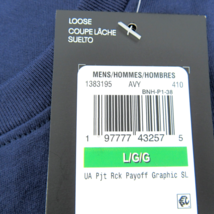 LOOSE
COUPE LÂCHE
SUELTO
MENS/HOMMES/HOMBRES
1383195 AVY 410
BNH-P1-38
1 97777 43257 5
L/G/G
UA Pjt Rck Payoff Graphic SL